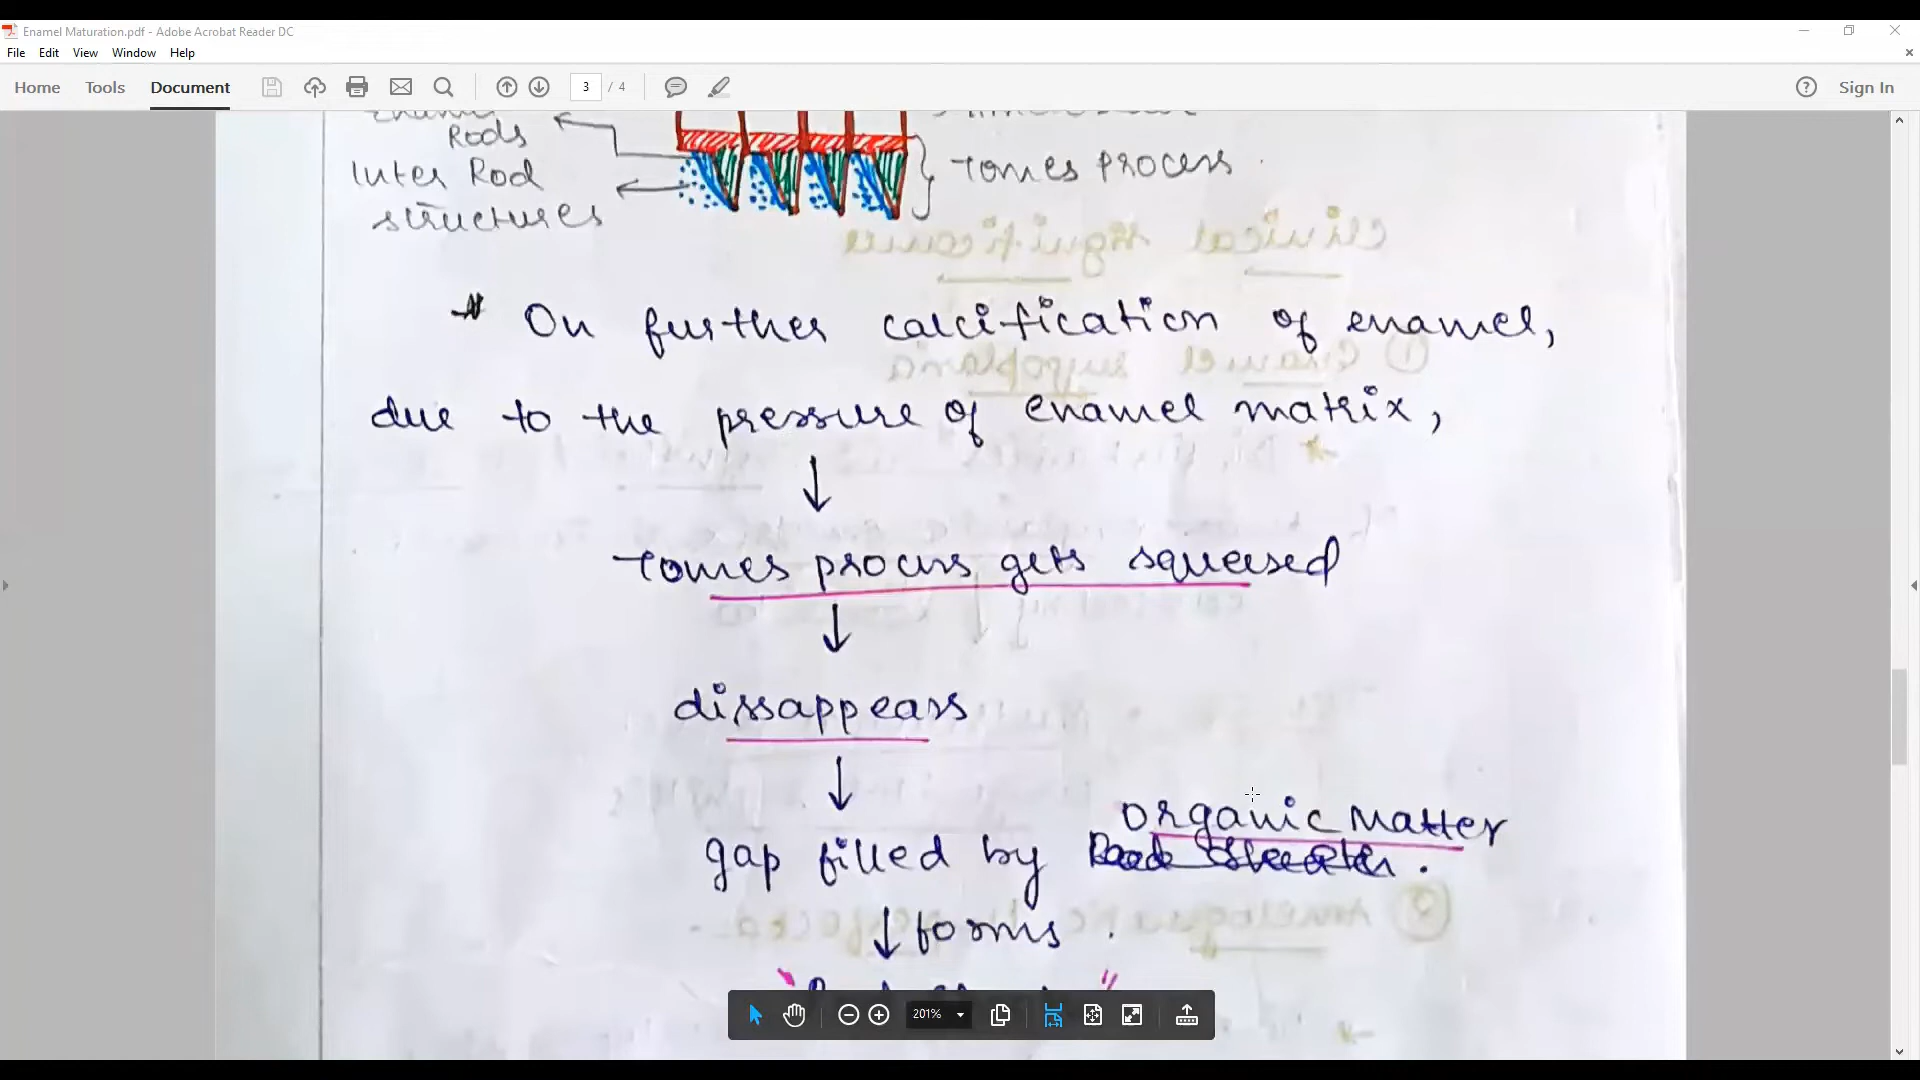 Enamel Maturation.pdf - Adobe Acrobat Reader DC
File Edit View Window Help
Home Tools Document 3 / 4 Sign In
Rods
Inter Rod
structures
Tomes process
On further calcification of enamel,
due to the pressure of enamel matrix,
Tomes process gets squeesed
dissappears
Organic Matter
gap filled by
forms
201%